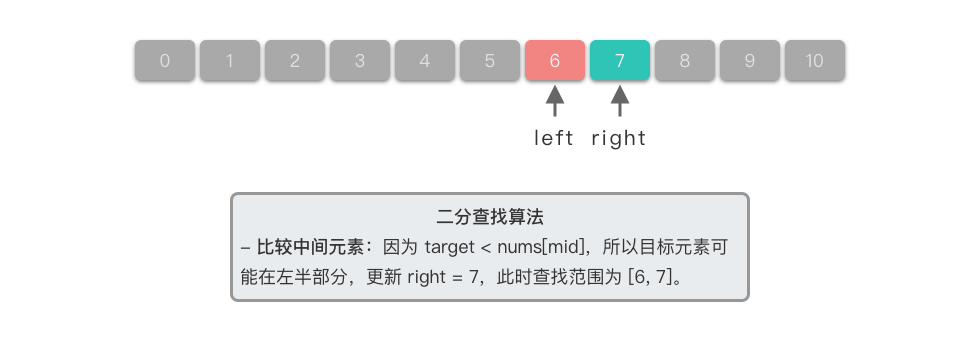 0 1 2 3 4 5 6 7 8 9 10
left right
二分查找算法
– 比较中间元素：因为 target < nums[mid]，所以目标元素可
能在左半部分，更新 right = 7，此时查找范围为 [6, 7]。